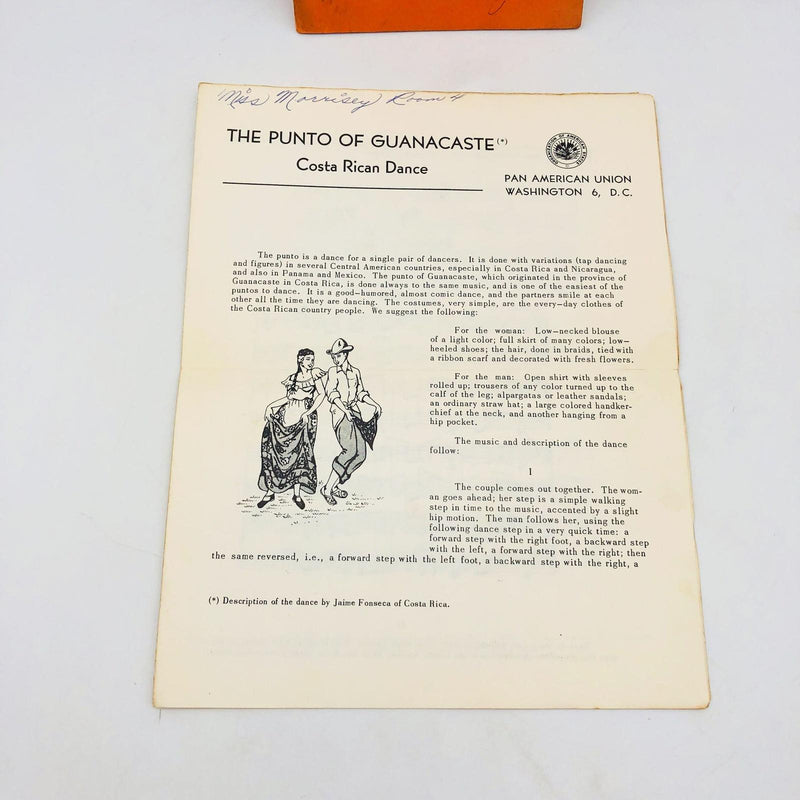 Miss Morrisey Room 4
THE PUNTO OF GUANACASTE (*)
Costa Rican Dance
ORGANIZATION OF AMERICAN STATES
PAN AMERICAN UNION
WASHINGTON 6, D.C.
The punto is a dance for a single pair of dancers. It is done with variations (tap dancing
and figures) in several Central American countries, especially in Costa Rica and Nicaragua,
and also in Panama and Mexico. The punto of Guanacaste, which originated in the province of
Guanacaste in Costa Rica, is done always to the same music, and is one of the easiest of the
puntos to dance. It is a good-humored, almost comic dance, and the partners smile at each
other all the time they are dancing. The costumes, very simple, are the every-day clothes of
the Costa Rican country people. We suggest the following:
For the woman: Low-necked blouse
of a light color; full skirt of many colors; low-
heeled shoes; the hair, done in braids, tied with
a ribbon scarf and decorated with fresh flowers.
For the man: Open shirt with sleeves
rolled up; trousers of any color turned up to the
calf of the leg; alpargatas or leather sandals;
an ordinary straw hat; a large colored handker-
chief at the neck, and another hanging from a
hip pocket.
The music and description of the dance
follow:
1
The couple comes out together. The wom-
an goes ahead; her step is a simple walking
step in time to the music, accented by a slight
hip motion. The man follows her, using the
following dance step in a very quick time: a
forward step with the right foot, a backward step
with the left, a forward step with the right; then
the same reversed, i.e., a forward step with the left foot, a backward step with the right, a
(*) Description of the dance by Jaime Fonseca of Costa Rica.